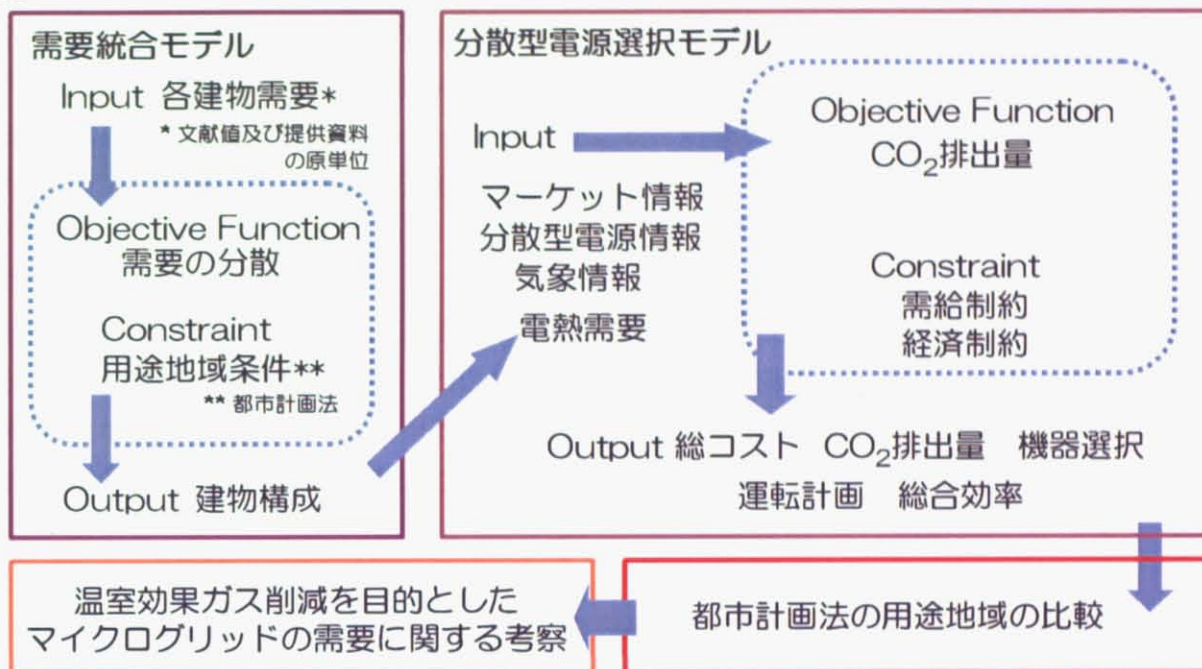 需要統合モデル
Input 各建物需要*
* 文献値及び提供資料
の原単位
Objective Function
需要の分散
Constraint
用途地域条件**
** 都市計画法
Output 建物構成
分散型電源選択モデル
Input
マーケット情報
分散型電源情報
気象情報
電熱需要
Objective Function
CO₂排出量
Constraint
需給制約
経済制約
Output 総コスト CO₂排出量 機器選択
運転計画 総合効率
都市計画法の用途地域の比較
温室効果ガス削減を目的とした
マイクログリッドの需要に関する考察